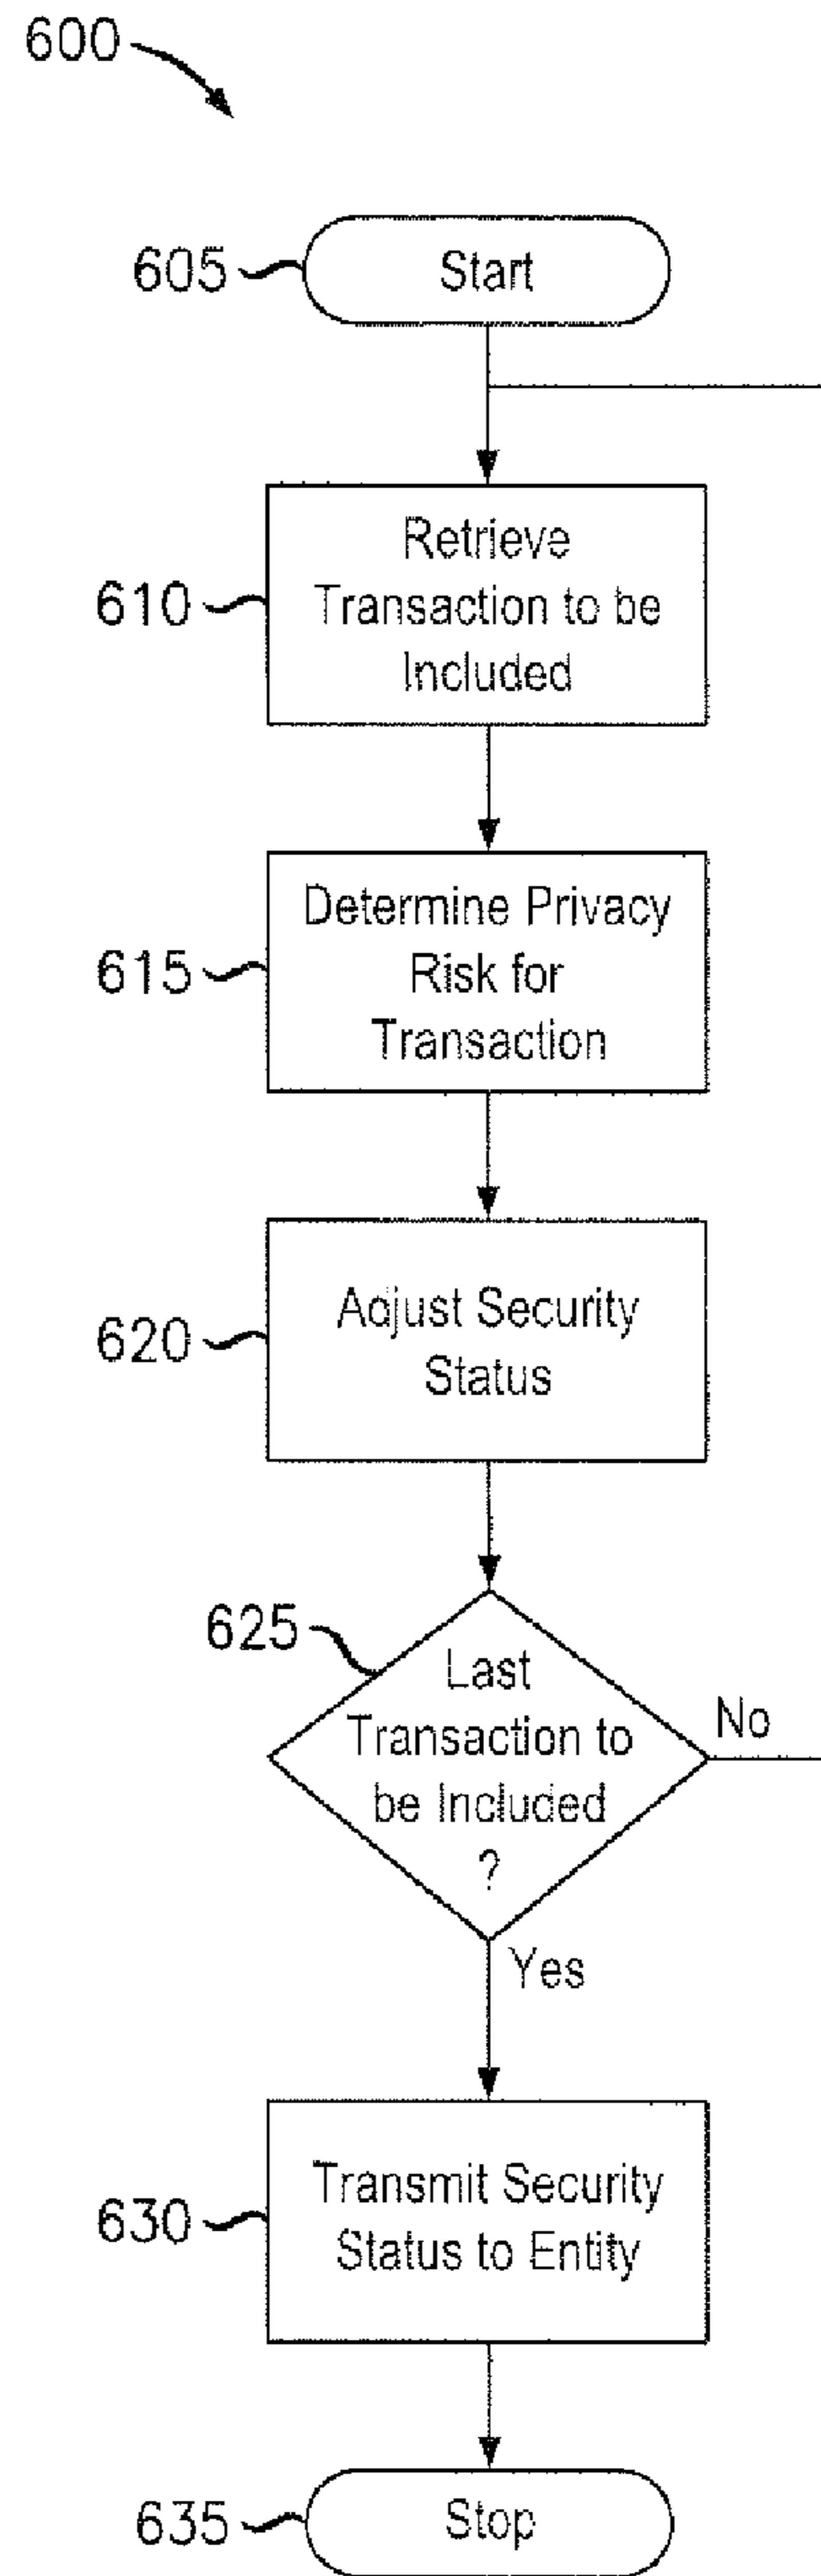 600
605
Start
610
Retrieve
Transaction to be
Included
615
Determine Privacy
Risk for
Transaction
620
Adjust Security
Status
625
Last
Transaction to
be Included
?
No
Yes
630
Transmit Security
Status to Entity
635
Stop